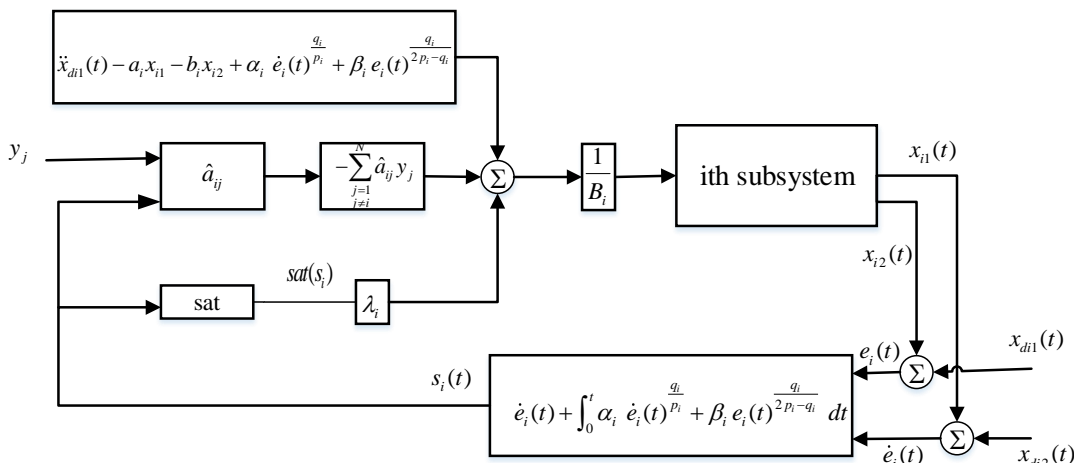 ẍ_{di1}(t) − a_i x_{i1} − b_i x_{i2} + α_i ė_i(t)^{q_i/p_i} + β_i e_i(t)^{q_i/(2p_i−q_i)}
y_j
â_{ij}
−∑_{j=1, j≠i}^{N} â_{ij} y_j
Σ
1/B_i
ith subsystem
x_{i1}(t)
x_{i2}(t)
sat
sat(s_i)
λ_i
x_{di1}(t)
e_i(t)
Σ
s_i(t)
ė_i(t) + ∫_0^t α_i ė_i(t)^{q_i/p_i} + β_i e_i(t)^{q_i/(2p_i−q_i)} dt
Σ
ė_i(t)
x_{di2}(t)